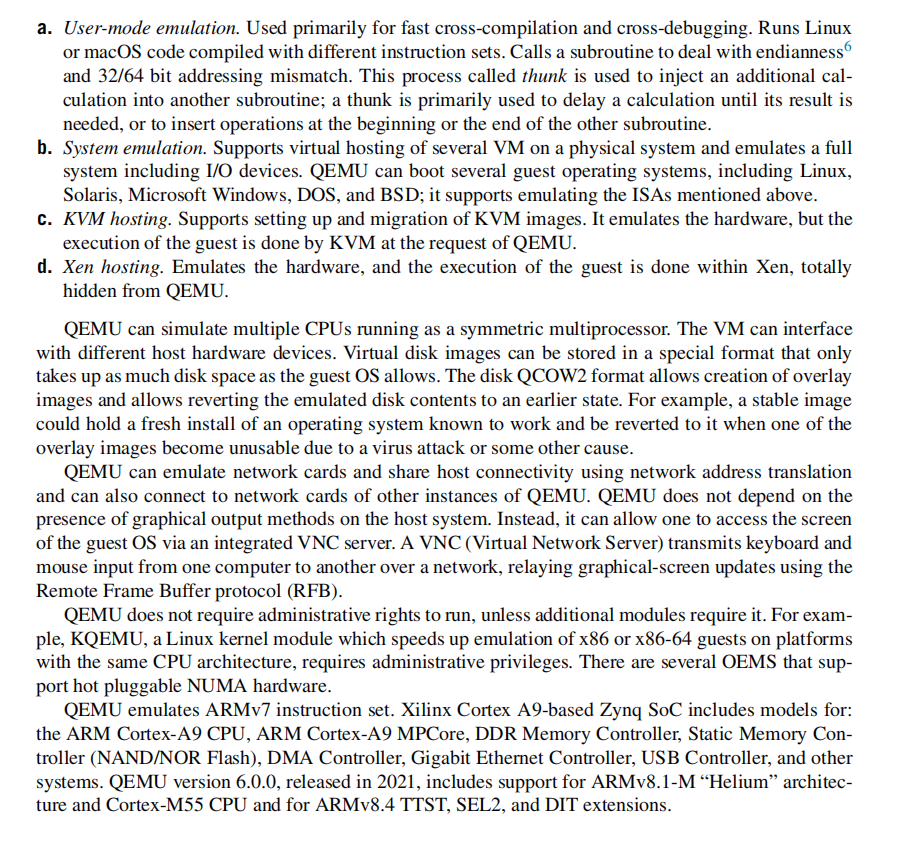 a. User-mode emulation. Used primarily for fast cross-compilation and cross-debugging. Runs Linux
or macOS code compiled with different instruction sets. Calls a subroutine to deal with endianness6
and 32/64 bit addressing mismatch. This process called thunk is used to inject an additional cal-
culation into another subroutine; a thunk is primarily used to delay a calculation until its result is
needed, or to insert operations at the beginning or the end of the other subroutine.
b. System emulation. Supports virtual hosting of several VM on a physical system and emulates a full
system including I/O devices. QEMU can boot several guest operating systems, including Linux,
Solaris, Microsoft Windows, DOS, and BSD; it supports emulating the ISAs mentioned above.
c. KVM hosting. Supports setting up and migration of KVM images. It emulates the hardware, but the
execution of the guest is done by KVM at the request of QEMU.
d. Xen hosting. Emulates the hardware, and the execution of the guest is done within Xen, totally
hidden from QEMU.
QEMU can simulate multiple CPUs running as a symmetric multiprocessor. The VM can interface
with different host hardware devices. Virtual disk images can be stored in a special format that only
takes up as much disk space as the guest OS allows. The disk QCOW2 format allows creation of overlay
images and allows reverting the emulated disk contents to an earlier state. For example, a stable image
could hold a fresh install of an operating system known to work and be reverted to it when one of the
overlay images become unusable due to a virus attack or some other cause.
QEMU can emulate network cards and share host connectivity using network address translation
and can also connect to network cards of other instances of QEMU. QEMU does not depend on the
presence of graphical output methods on the host system. Instead, it can allow one to access the screen
of the guest OS via an integrated VNC server. A VNC (Virtual Network Server) transmits keyboard and
mouse input from one computer to another over a network, relaying graphical-screen updates using the
Remote Frame Buffer protocol (RFB).
QEMU does not require administrative rights to run, unless additional modules require it. For exam-
ple, KQEMU, a Linux kernel module which speeds up emulation of x86 or x86-64 guests on platforms
with the same CPU architecture, requires administrative privileges. There are several OEMS that sup-
port hot pluggable NUMA hardware.
QEMU emulates ARMv7 instruction set. Xilinx Cortex A9-based Zynq SoC includes models for:
the ARM Cortex-A9 CPU, ARM Cortex-A9 MPCore, DDR Memory Controller, Static Memory Con-
troller (NAND/NOR Flash), DMA Controller, Gigabit Ethernet Controller, USB Controller, and other
systems. QEMU version 6.0.0, released in 2021, includes support for ARMv8.1-M “Helium” architec-
ture and Cortex-M55 CPU and for ARMv8.4 TTST, SEL2, and DIT extensions.